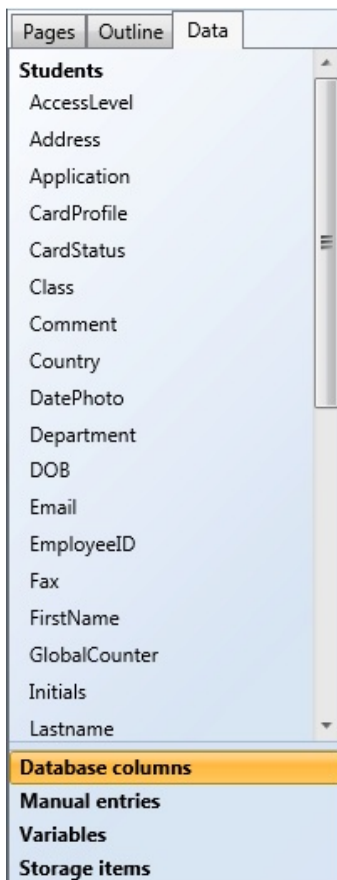 Pages Outline Data
Students
AccessLevel
Address
Application
CardProfile
CardStatus
Class
Comment
Country
DatePhoto
Department
DOB
Email
EmployeeID
Fax
FirstName
GlobalCounter
Initials
Lastname
Database columns
Manual entries
Variables
Storage items